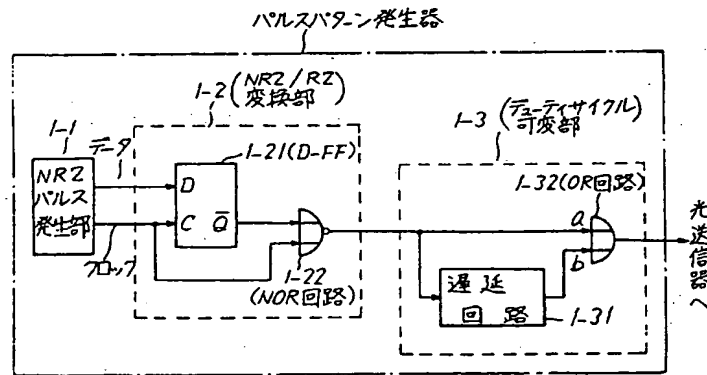 パルスパターン発生器
1-2(NRZ/RZ
変換部)
1-3(デューティサイクル)
可変部
1-1
データ
1-21(D-FF)
1-32(OR回路)
NRZ
パルス
発生部
D
C
Q̅
a
b
クロック
1-22
(NOR回路)
遅延
回路
1-31
光送信器へ